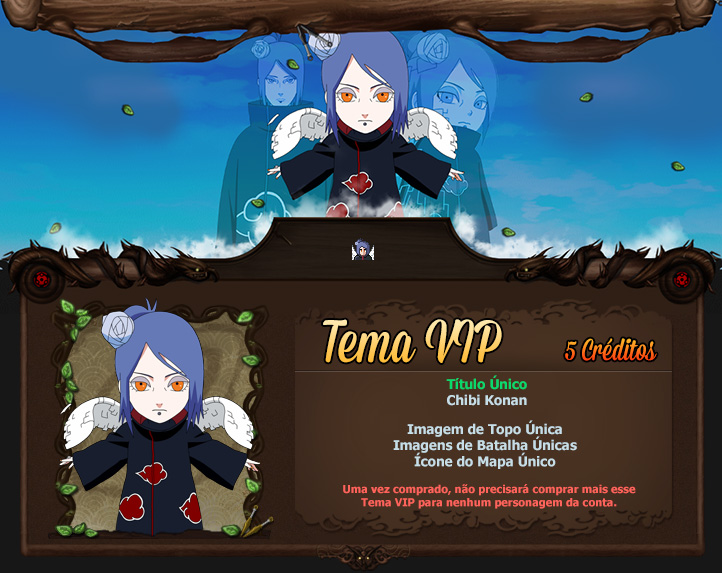 Tema VIP
5 Créditos
Título Único
Chibi Konan
Imagem de Topo Única
Imagens de Batalha Únicas
Ícone do Mapa Único
Uma vez comprado, não precisará comprar mais esse
Tema VIP para nenhum personagem da conta.